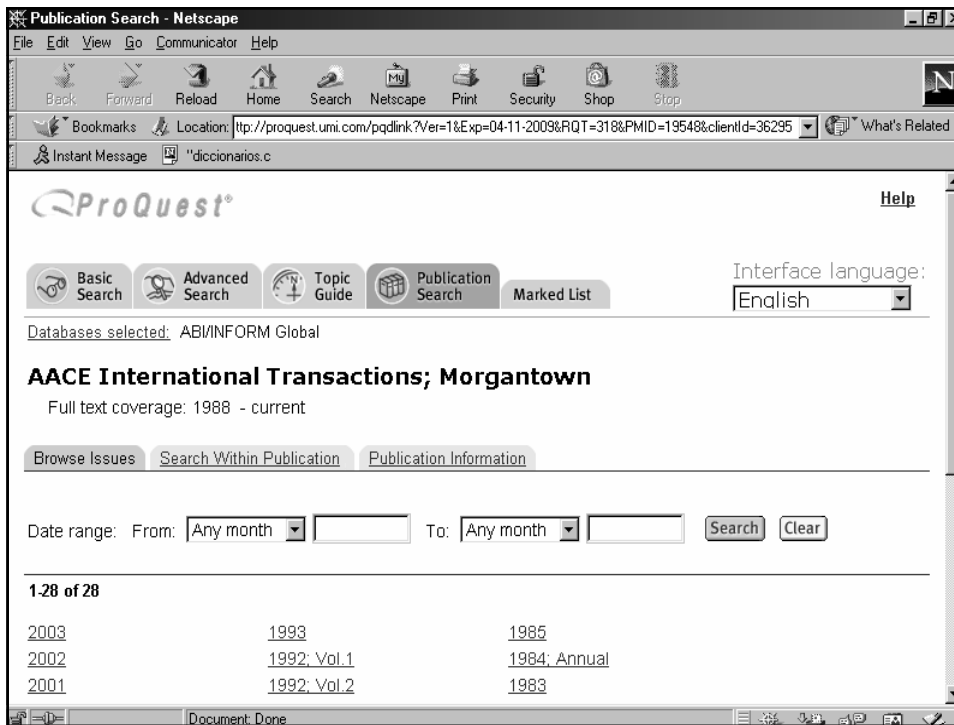 Publication Search - Netscape
File Edit View Go Communicator Help
Back Forward Reload Home Search Netscape Print Security Shop Stop
My
N
Bookmarks Location: ttp://proquest.umi.com/pqdlink?Ver=1&Exp=04-11-2009&RQT=318&PMID=19548&clientId=36295 What's Related
Instant Message "diccionarios.c
ProQuest® Help
Basic Search Advanced Search Topic Guide Publication Search Marked List
Interface language:
English
Databases selected: ABI/INFORM Global
AACE International Transactions; Morgantown
Full text coverage: 1988 - current
Browse Issues Search Within Publication Publication Information
Date range: From: Any month To: Any month Search Clear
1-28 of 28
2003 1993 1985
2002 1992; Vol.1 1984; Annual
2001 1992; Vol.2 1983
Document: Done